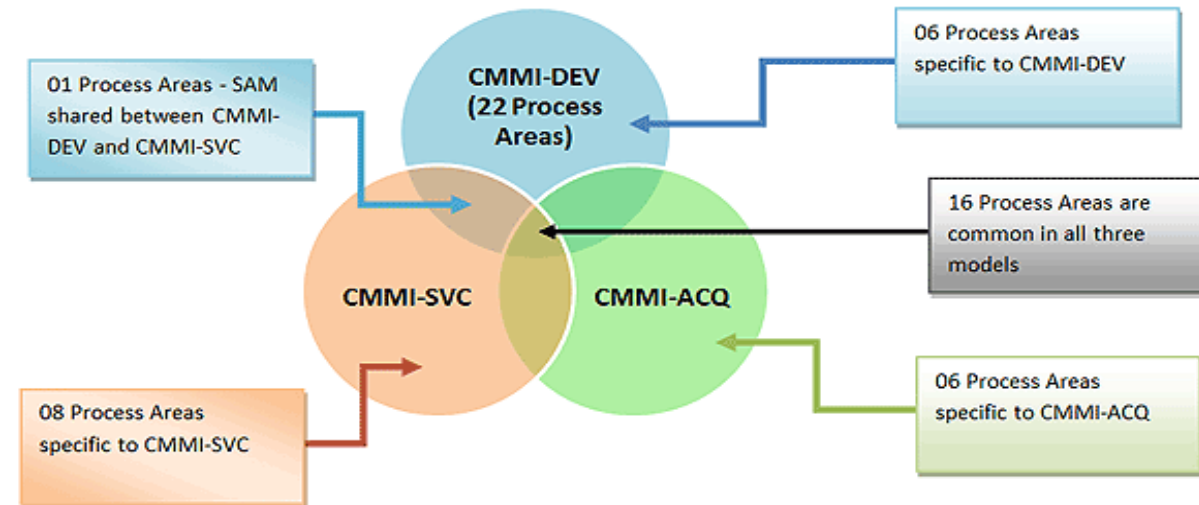 01 Process Areas - SAM
shared between CMMI-
DEV and CMMI-SVC
CMMI-DEV
(22 Process
Areas)
06 Process Areas
specific to CMMI-DEV
16 Process Areas are
common in all three
models
CMMI-SVC
CMMI-ACQ
08 Process Areas
specific to CMMI-SVC
06 Process Areas
specific to CMMI-ACQ